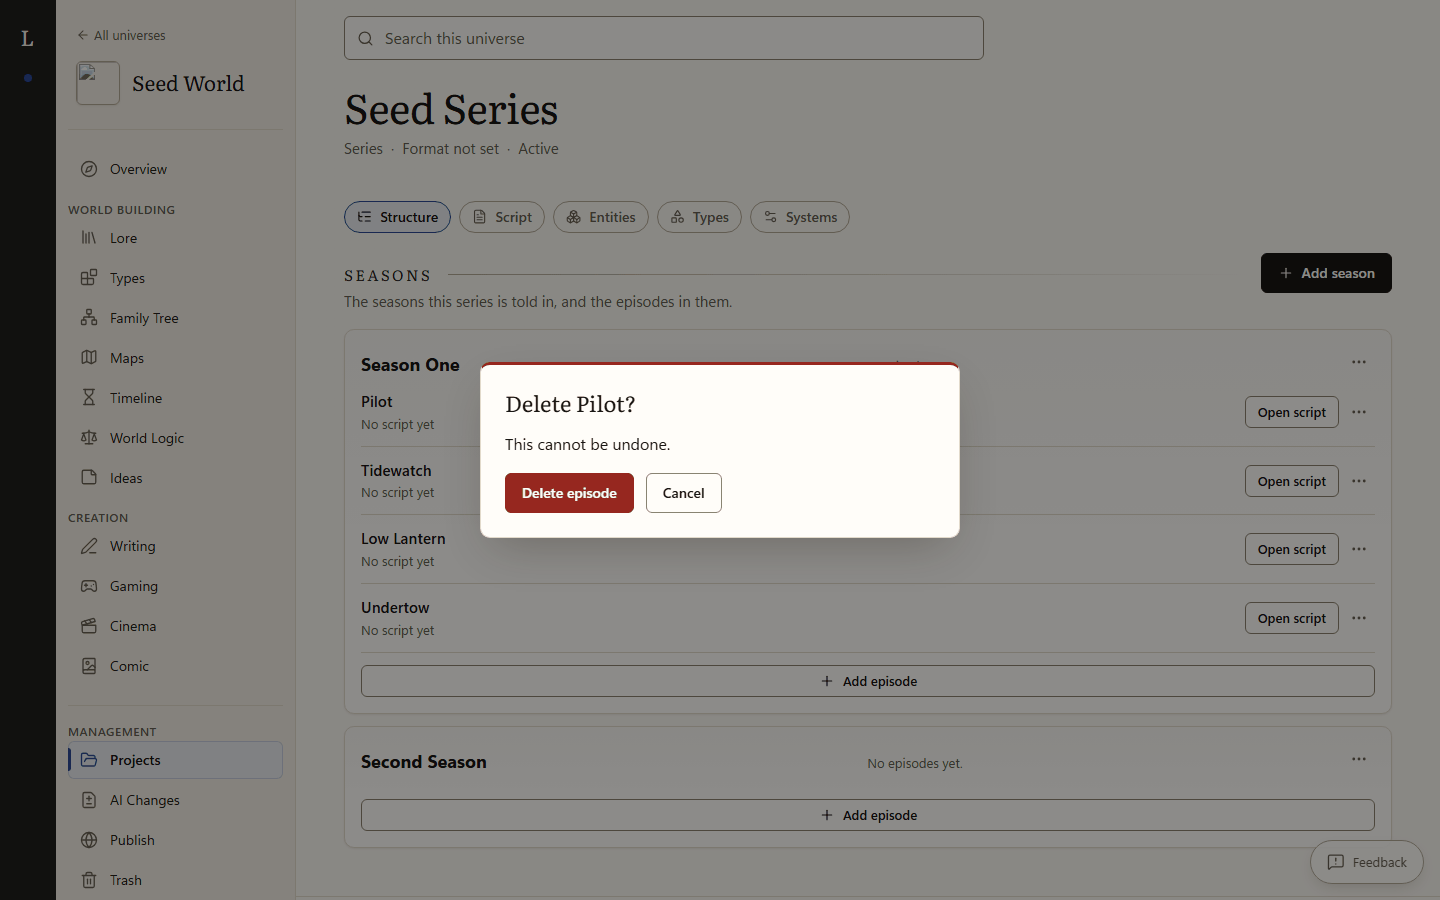 L
All universes
Seed World
Overview
WORLD BUILDING
Lore
Types
Family Tree
Maps
Timeline
World Logic
Ideas
CREATION
Writing
Gaming
Cinema
Comic
MANAGEMENT
Projects
AI Changes
Publish
Trash
Search this universe
Seed Series
Series · Format not set · Active
Structure
Script
Entities
Types
Systems
SEASONS
Add season
The seasons this series is told in, and the episodes in them.
Season One
Pilot
No script yet
Open script
Tidewatch
No script yet
Open script
Low Lantern
No script yet
Open script
Undertow
No script yet
Open script
Add episode
Second Season
No episodes yet.
Add episode
Delete Pilot?
This cannot be undone.
Delete episode
Cancel
Feedback